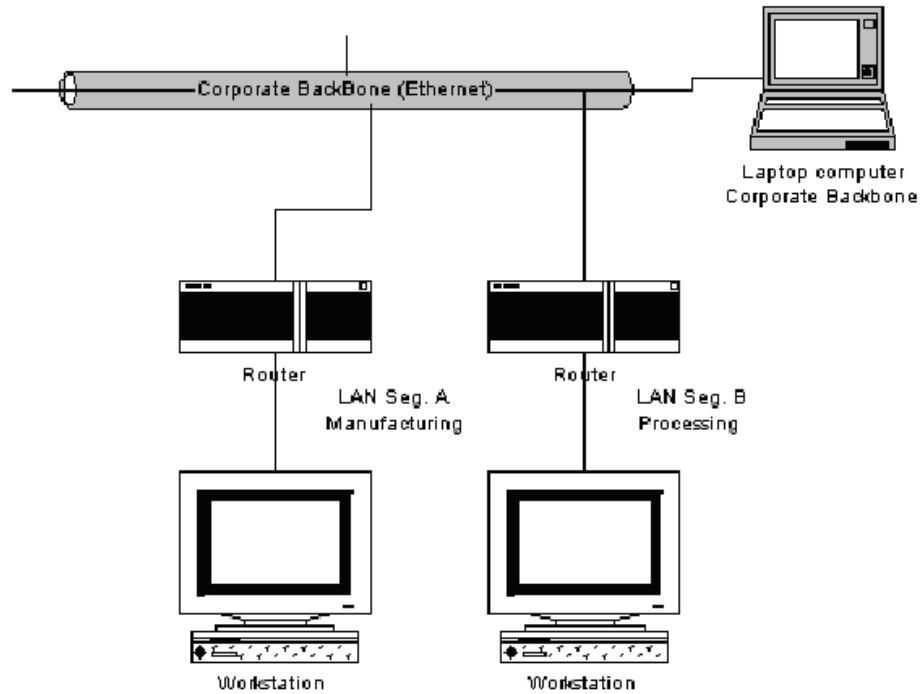 Corporate BackBone (Ethernet)
Laptop computer
Corporate Backbone
Router
LAN Seg. A
Manufacturing
Router
LAN Seg. B
Processing
Workstation
Workstation